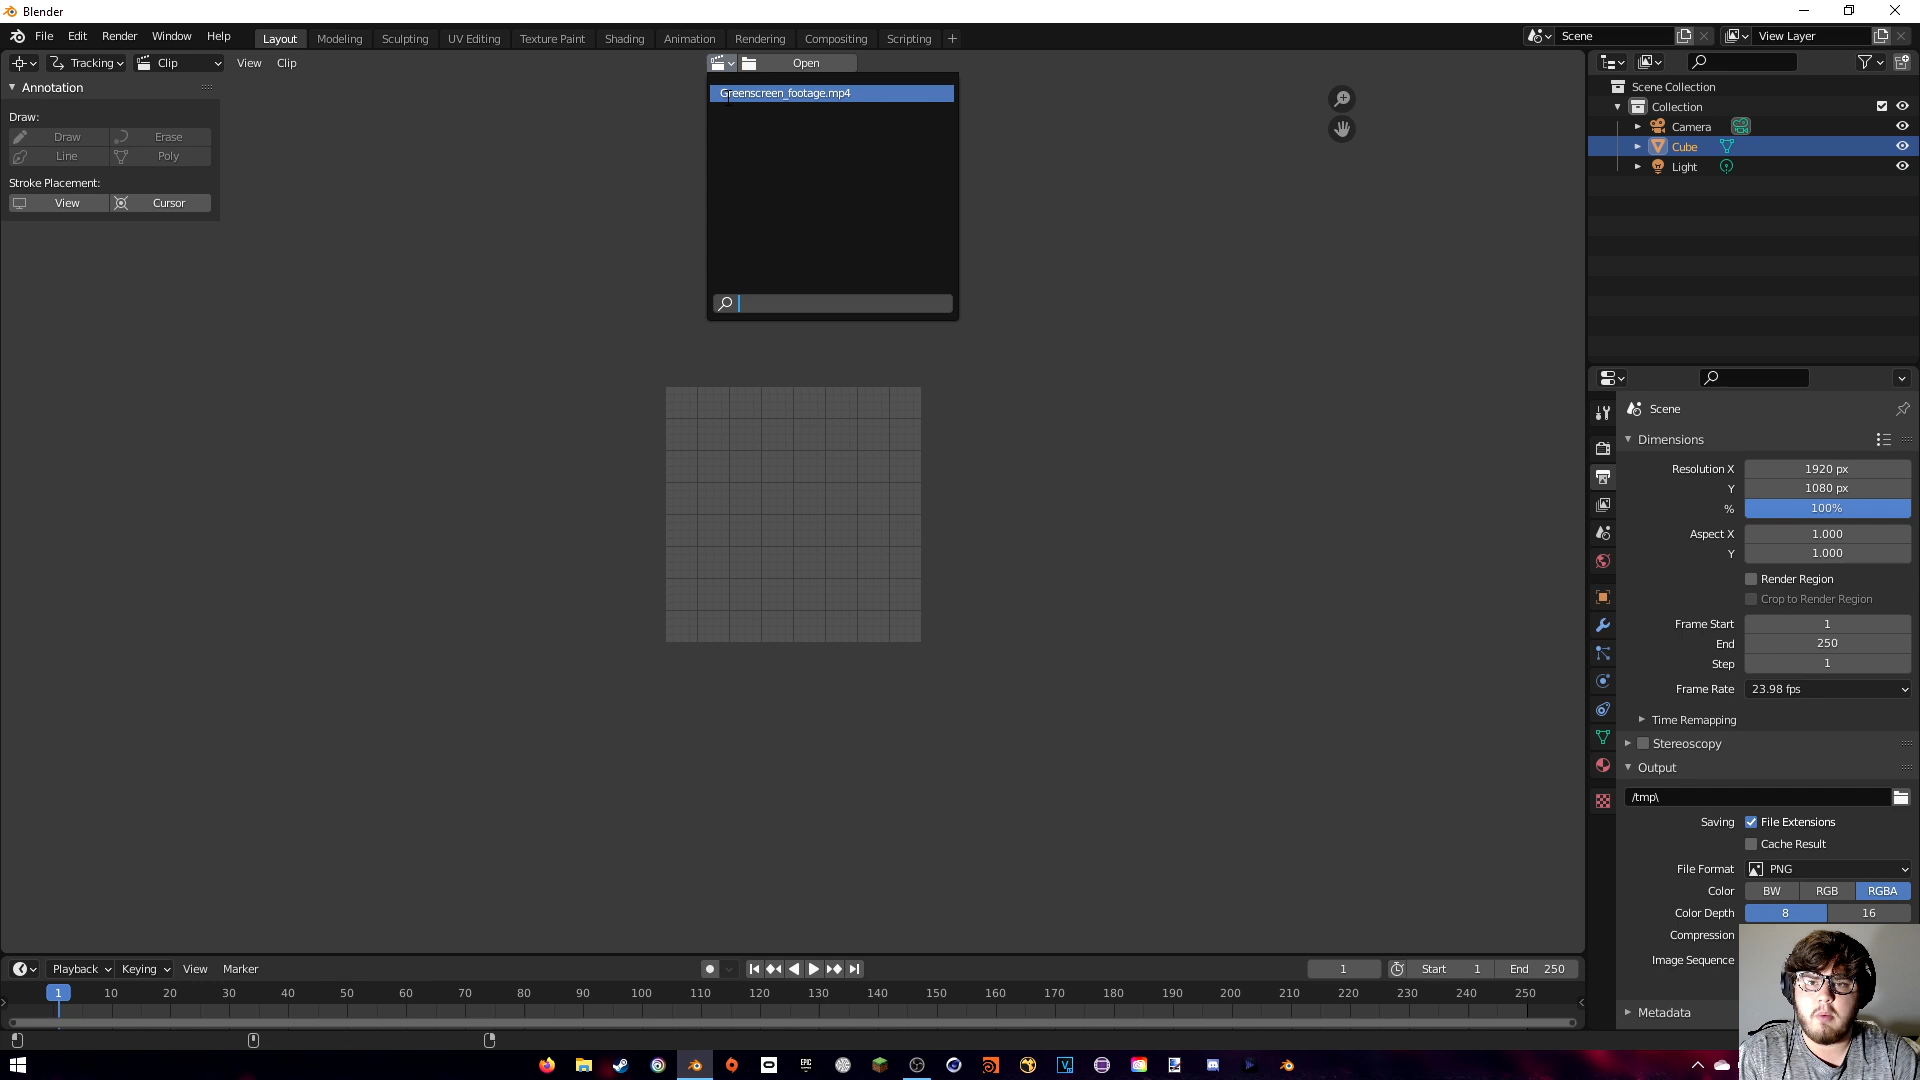 Blender
File Edit Render Window Help
Layout Modeling Sculpting UV Editing Texture Paint Shading Animation Rendering Compositing Scripting +
Scene
View Layer
Tracking Clip View Clip
Open
Annotation
Draw:
Draw Erase
Line Poly
Stroke Placement:
View Cursor
Greenscreen_footage.mp4
Scene Collection
Collection
Camera
Cube
Light
Scene
Dimensions
Resolution X 1920 px
Y 1080 px
% 100%
Aspect X 1.000
Y 1.000
Render Region
Crop to Render Region
Frame Start 1
End 250
Step 1
Frame Rate 23.98 fps
Time Remapping
Stereoscopy
Output
/tmp\
Saving File Extensions
Cache Result
File Format PNG
Color BW RGB RGBA
Color Depth 8 16
Compression
Image Sequence
Metadata
Playback Keying View Marker
1 Start 1 End 250
1 10 20 30 40 50 60 70 80 90 100 110 120 130 140 150 160 170 180 190 200 210 220 230 240 250
EPIC